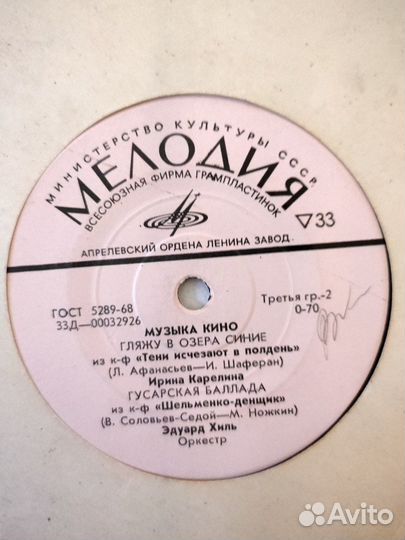 МИНИСТЕРСТВО КУЛЬТУРЫ СССР
МЕЛОДИЯ
ВСЕСОЮЗНАЯ ФИРМА ГРАМПЛАСТИНОК
▽33
АПРЕЛЕВСКИЙ ОРДЕНА ЛЕНИНА ЗАВОД
ГОСТ 5289-68
33Д—00032926
Третья гр.-2
0-70
МУЗЫКА КИНО
ГЛЯЖУ В ОЗЕРА СИНИЕ
из к-ф «Тени исчезают в полдень»
(Л. Афанасьев—И. Шаферан)
Ирина Карелина
ГУСАРСКАЯ БАЛЛАДА
из к-ф «Шельменко-денщик»
(В. Соловьев-Седой—М. Ножкин)
Эдуард Хиль
Оркестр
Avito